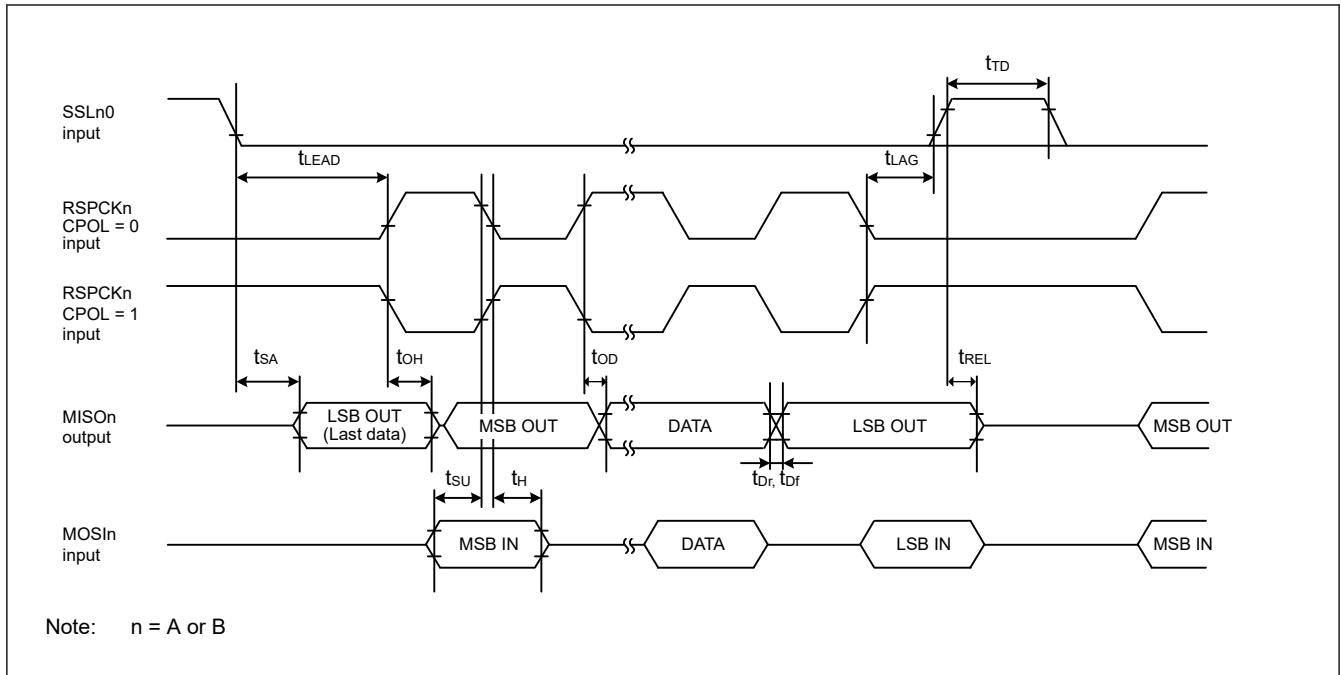 tTD
SSLn0
input
tLEAD
tLAG
RSPCKn
CPOL = 0
input
RSPCKn
CPOL = 1
input
tSA
tOH
tOD
tREL
MISOn
output
LSB OUT
(Last data)
MSB OUT
DATA
LSB OUT
MSB OUT
tSU
tH
tDr, tDf
MOSIn
input
MSB IN
DATA
LSB IN
MSB IN
Note: n = A or B